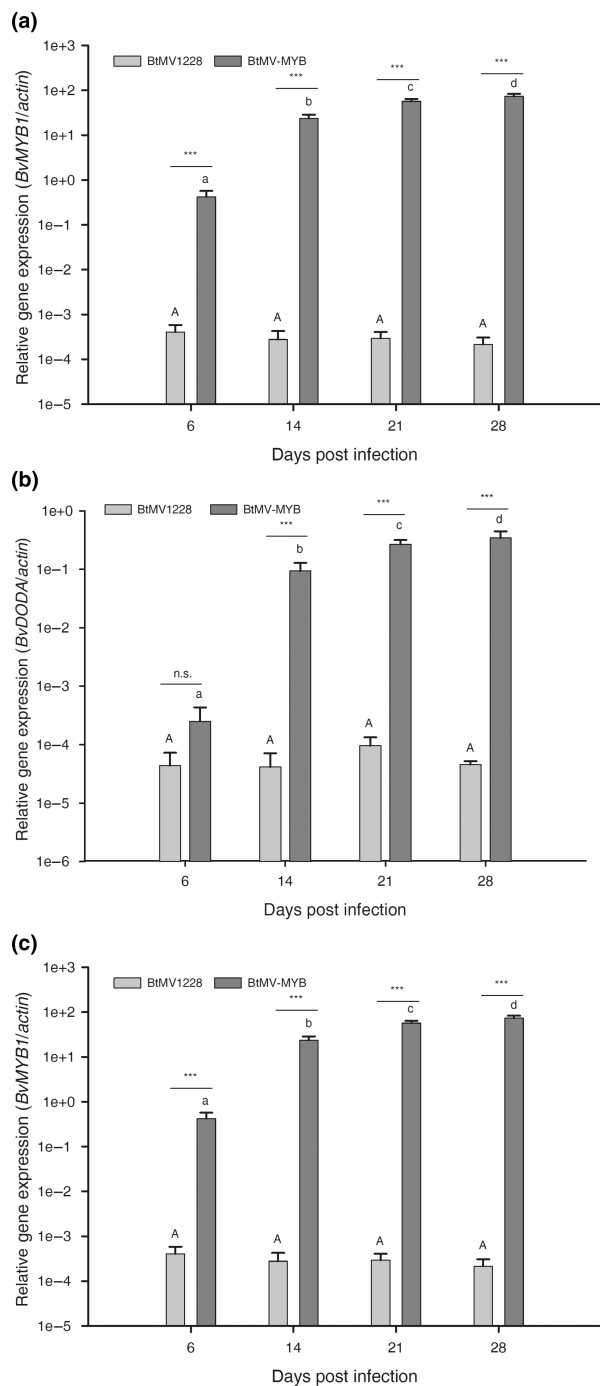 (a)
Relative gene expression (BvMYB1/actin)
BtMV1228 BtMV-MYB
1e+3
1e+2
1e+1
1e+0
1e–1
1e–2
1e–3
1e–4
1e–5
*** *** *** ***
a b c d
A A A A
6 14 21 28
Days post infection
(b)
Relative gene expression (BvDODA/actin)
BtMV1228 BtMV-MYB
1e+0
1e–1
1e–2
1e–3
1e–4
1e–5
1e–6
n.s. *** *** ***
a b c d
A A A A
6 14 21 28
Days post infection
(c)
Relative gene expression (BvMYB1/actin)
BtMV1228 BtMV-MYB
1e+3
1e+2
1e+1
1e+0
1e–1
1e–2
1e–3
1e–4
1e–5
*** *** *** ***
a b c d
A A A A
6 14 21 28
Days post infection